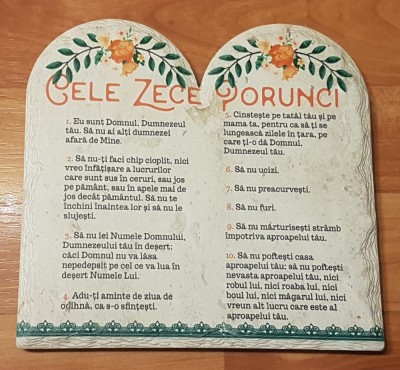 Cele Zece Porunci
1. Eu sunt Domnul, Dumnezeul
tău. Să nu ai alți dumnezei
afară de Mine.
2. Să nu-ți faci chip cioplit, nici
vreo înfățișare a lucrurilor
care sunt sus în ceruri, sau jos
pe pământ, sau în apele mai de
jos decât pământul. Să nu te
închini înaintea lor și să nu le
slujești.
3. Să nu iei Numele Domnului,
Dumnezeului tău în deșert;
căci Domnul nu va lăsa
nepedepsit pe cel ce va lua în
deșert Numele Lui.
4. Adu-ți aminte de ziua de
odihnă, ca s-o sfințești.
5. Cinstește pe tatăl tău și pe
mama ta, pentru ca să ți se
lungească zilele în țara, pe
care ți-o dă Domnul,
Dumnezeul tău.
6. Să nu ucizi.
7. Să nu preacurvești.
8. Să nu furi.
9. Să nu mărturisești strâmb
împotriva aproapelui tău.
10. Să nu poftești casa
aproapelui tău; să nu poftești
nevasta aproapelui tău, nici
robul lui, nici roaba lui, nici
boul lui, nici măgarul lui, nici
vreun alt lucru care este al
aproapelui tău.